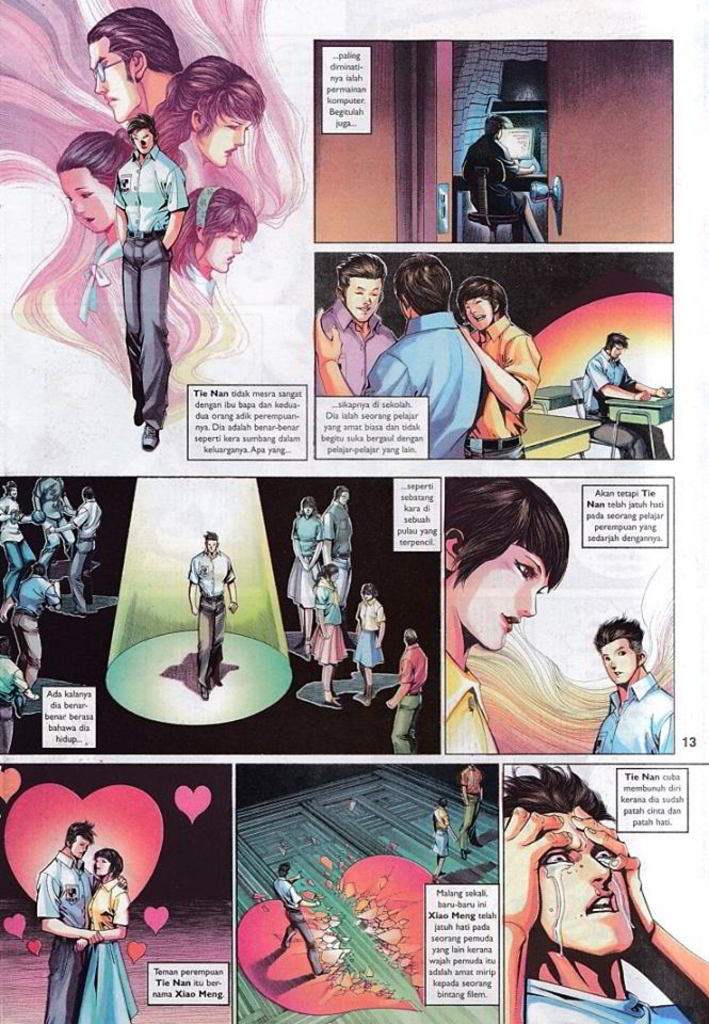 ...paling
diminati-
nya ialah
permainan
komputer.
Begitulah
juga...
Tie Nan tidak mesra sangat
dengan ibu bapa dan kedua-
dua orang adik perempuan-
nya. Dia adalah benar-benar
seperti kera sumbang dalam
keluarganya. Apa yang...
...sikapnya di sekolah.
Dia ialah seorang pelajar
yang amat biasa dan tidak
begitu suka bergaul dengan
pelajar-pelajar yang lain.
Ada kalanya
dia benar-
benar berasa
bahawa dia
hidup...
...seperti
sebatang
kara di
sebuah
pulau yang
terpencil.
Akan tetapi Tie
Nan telah jatuh hati
pada seorang pelajar
perempuan yang
sedarjah dengannya.
13
Teman perempuan
Tie Nan itu ber-
nama Xiao Meng.
Malang sekali,
baru-baru ini
Xiao Meng telah
jatuh hati pada
seorang pemuda
yang lain kerana
wajah pemuda itu
adalah amat mirip
kepada seorang
bintang filem.
Tie Nan cuba
membunuh diri
kerana dia sudah
patah cinta dan
patah hati.